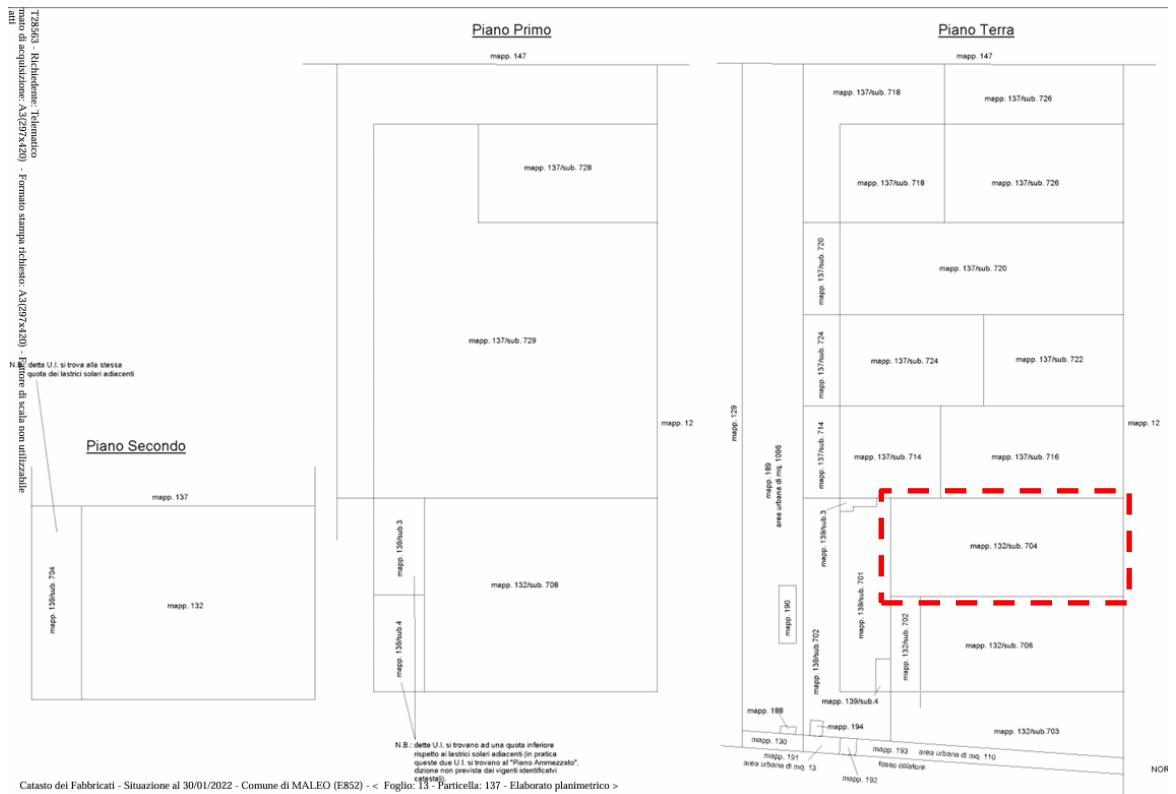 T28563 - Richiedente: Telematico
mato di acquisizione: A3(297x420) - Formato stampa richiesto: A3(297x420) - Fattore di scala non utilizzabile
atti
Piano Primo
mapp. 147
mapp. 137/sub. 728
mapp. 137/sub. 729
mapp. 12
mapp. 139/sub.3
mapp. 132/sub. 708
mapp. 139/sub.4
N.B.: dette U.I. si trovano ad una quota inferiore
rispetto ai lastrici solari adiacenti (in pratica
queste due U.I. si trovano al "Piano Ammezzato",
dizione non prevista dai vigenti identificatvi
catastali).
N.B.: detta U.I. si trova alla stessa
quota dei lastrici solari adiacenti
Piano Secondo
mapp. 137
mapp. 139/sub. 704
mapp. 132
Piano Terra
mapp. 147
mapp. 137/sub. 718
mapp. 137/sub. 726
mapp. 137/sub. 718
mapp. 137/sub. 726
mapp. 137/sub. 720
mapp. 137/sub. 720
mapp. 137/sub. 724
mapp. 137/sub. 724
mapp. 137/sub. 722
mapp. 129
mapp. 12
mapp. 137/sub. 714
mapp. 137/sub. 714
mapp. 137/sub. 716
mapp. 189
area urbana di mq. 1096
mapp. 139/sub.3
mapp. 132/sub. 704
mapp. 139/sub. 701
mapp. 190
mapp. 139/sub.702
mapp. 132/sub. 702
mapp. 132/sub. 706
mapp. 139/sub.4
mapp. 188
mapp. 194
mapp. 132/sub.703
mapp. 130
mapp. 191
area urbana di mq. 13
mapp. 193
area urbana di mq. 110
fosso colatore
mapp. 192
NOR
Catasto dei Fabbricati - Situazione al 30/01/2022 - Comune di MALEO (E852) - < Foglio: 13 - Particella: 137 - Elaborato planimetrico >